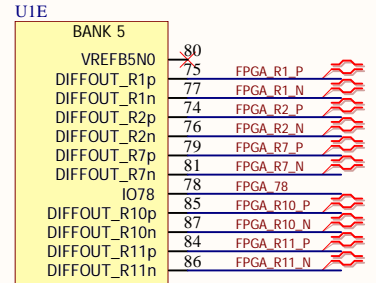 U1E
BANK 5
VREFB5N0 80
DIFFOUT_R1p 75 FPGA_R1_P
DIFFOUT_R1n 77 FPGA_R1_N
DIFFOUT_R2p 74 FPGA_R2_P
DIFFOUT_R2n 76 FPGA_R2_N
DIFFOUT_R7p 79 FPGA_R7_P
DIFFOUT_R7n 81 FPGA_R7_N
IO78 78 FPGA_78
DIFFOUT_R10p 85 FPGA_R10_P
DIFFOUT_R10n 87 FPGA_R10_N
DIFFOUT_R11p 84 FPGA_R11_P
DIFFOUT_R11n 86 FPGA_R11_N